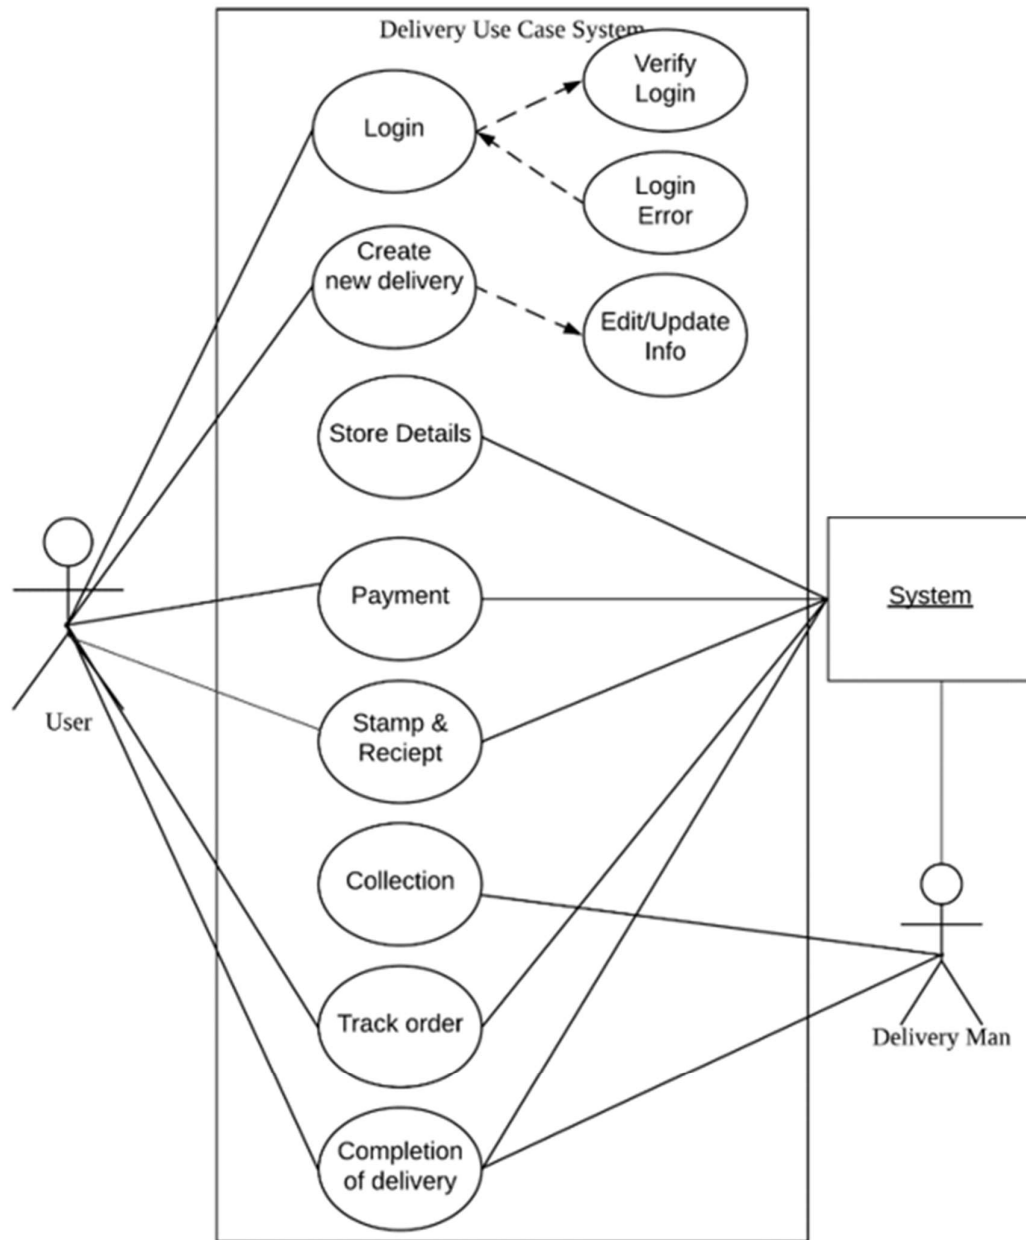 Delivery Use Case System
Verify
Login
Login
Login
Error
Create
new delivery
Edit/Update
Info
Store Details
Payment
System
User
Stamp &
Reciept
Collection
Track order
Delivery Man
Completion
of delivery